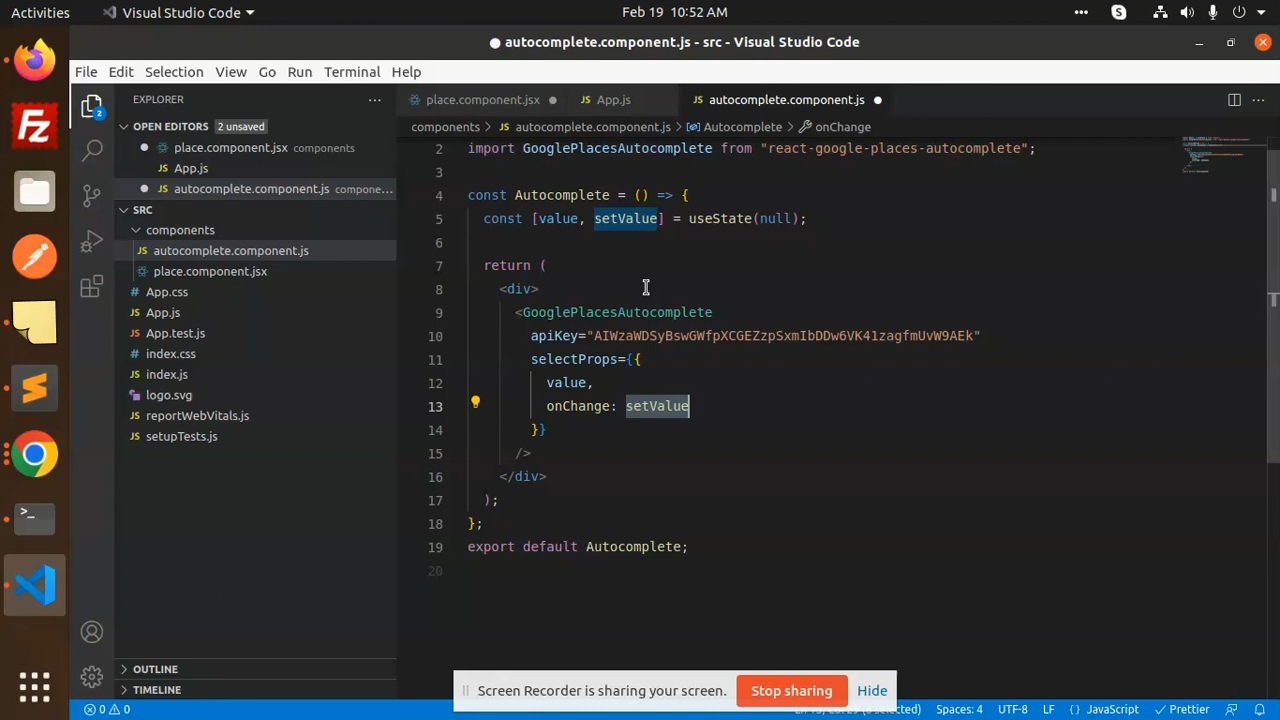 Activities
Visual Studio Code
Feb 19 10:52 AM
autocomplete.component.js - src - Visual Studio Code
File Edit Selection View Go Run Terminal Help
EXPLORER
OPEN EDITORS 2 unsaved
place.component.jsx components
App.js
autocomplete.component.js compone...
SRC
components
autocomplete.component.js
place.component.jsx
App.css
App.js
App.test.js
index.css
index.js
logo.svg
reportWebVitals.js
setupTests.js
OUTLINE
TIMELINE
place.component.jsx
App.js
autocomplete.component.js
components > autocomplete.component.js > Autocomplete > onChange
2 import GooglePlacesAutocomplete from "react-google-places-autocomplete";
3
4 const Autocomplete = () => {
5 const [value, setValue] = useState(null);
6
7 return (
8 <div>
9 <GooglePlacesAutocomplete
10 apiKey="AIWzaWDSyBswGWfpXCGEZzpSxmIbDDw6VK41zagfmUvW9AEk"
11 selectProps={{
12 value,
13 onChange: setValue
14 }}
15 />
16 </div>
17 );
18 };
19 export default Autocomplete;
20
Screen Recorder is sharing your screen.
Stop sharing
Hide
0 0
Spaces: 4
UTF-8
LF
{} JavaScript
Prettier